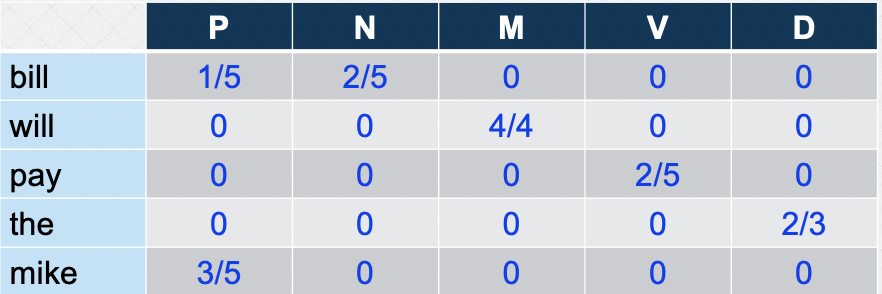 P N M V D
bill 1/5 2/5 0 0 0
will 0 0 4/4 0 0
pay 0 0 0 2/5 0
the 0 0 0 0 2/3
mike 3/5 0 0 0 0